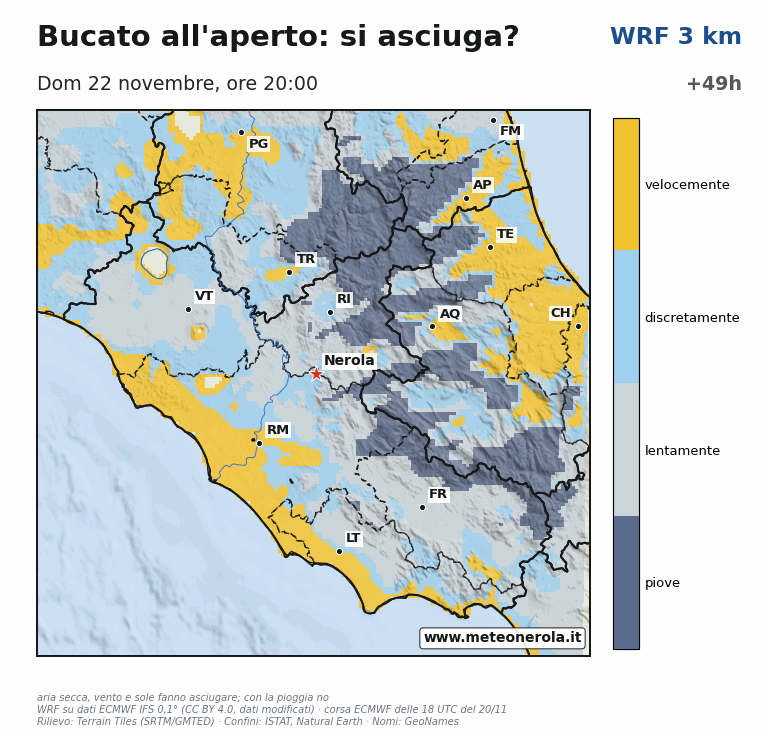 Bucato all'aperto: si asciuga?
WRF 3 km
Dom 22 novembre, ore 20:00
+49h
FM
PG
velocemente
AP
TE
TR
VT
RI
AQ
CH
discretamente
Nerola
RM
lentamente
FR
LT
piove
www.meteonerola.it
aria secca, vento e sole fanno asciugare; con la pioggia no
WRF su dati ECMWF IFS 0,1° (CC BY 4.0, dati modificati) · corsa ECMWF delle 18 UTC del 20/11
Rilievo: Terrain Tiles (SRTM/GMTED) · Confini: ISTAT, Natural Earth · Nomi: GeoNames